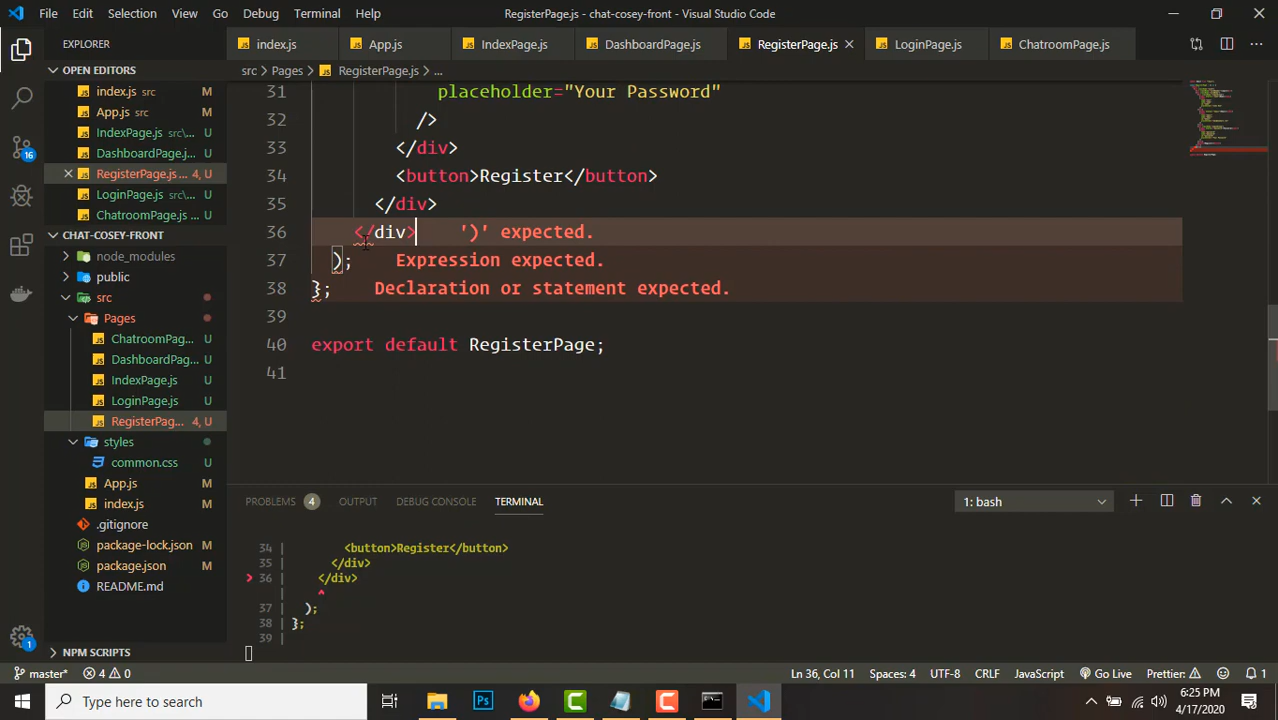 File Edit Selection View Go Debug Terminal Help RegisterPage.js - chat-cosey-front - Visual Studio Code
EXPLORER
index.js App.js IndexPage.js DashboardPage.js RegisterPage.js LoginPage.js ChatroomPage.js
OPEN EDITORS
index.js src M
App.js src M
IndexPage.js src\... U
DashboardPage.j... U
RegisterPage.js... 4, U
LoginPage.js src\... U
ChatroomPage.js ... U
CHAT-COSEY-FRONT
node_modules
public
src
Pages
ChatroomPag... U
DashboardPag... U
IndexPage.js U
LoginPage.js U
RegisterPag... 4, U
styles
common.css U
App.js M
index.js M
.gitignore
package-lock.json M
package.json M
README.md
NPM SCRIPTS
src > Pages > RegisterPage.js > ...
31 placeholder="Your Password"
32 />
33 </div>
34 <button>Register</button>
35 </div>
36 </div> ')' expected.
37 ); Expression expected.
38 }; Declaration or statement expected.
39
40 export default RegisterPage;
41
PROBLEMS 4 OUTPUT DEBUG CONSOLE TERMINAL 1: bash
34 | <button>Register</button>
35 | </div>
> 36 | </div>
| ^
37 | );
38 | };
39 |
16
1
master* 4 0 Ln 36, Col 11 Spaces: 4 UTF-8 CRLF JavaScript Go Live Prettier: 1
Type here to search
6:25 PM
4/17/2020